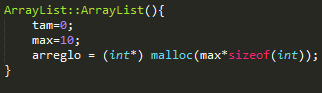 ArrayList::ArrayList(){
    tam=0;
    max=10;
    arreglo = (int*) malloc(max*sizeof(int));
}